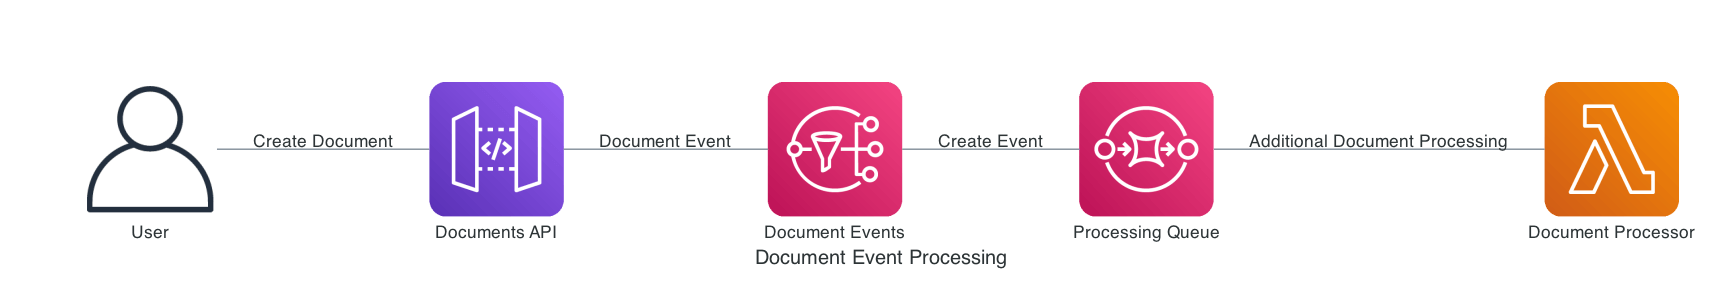 Create Document
Document Event
Create Event
Additional Document Processing
</>
User
Documents API
Document Events
Processing Queue
Document Processor
Document Event Processing